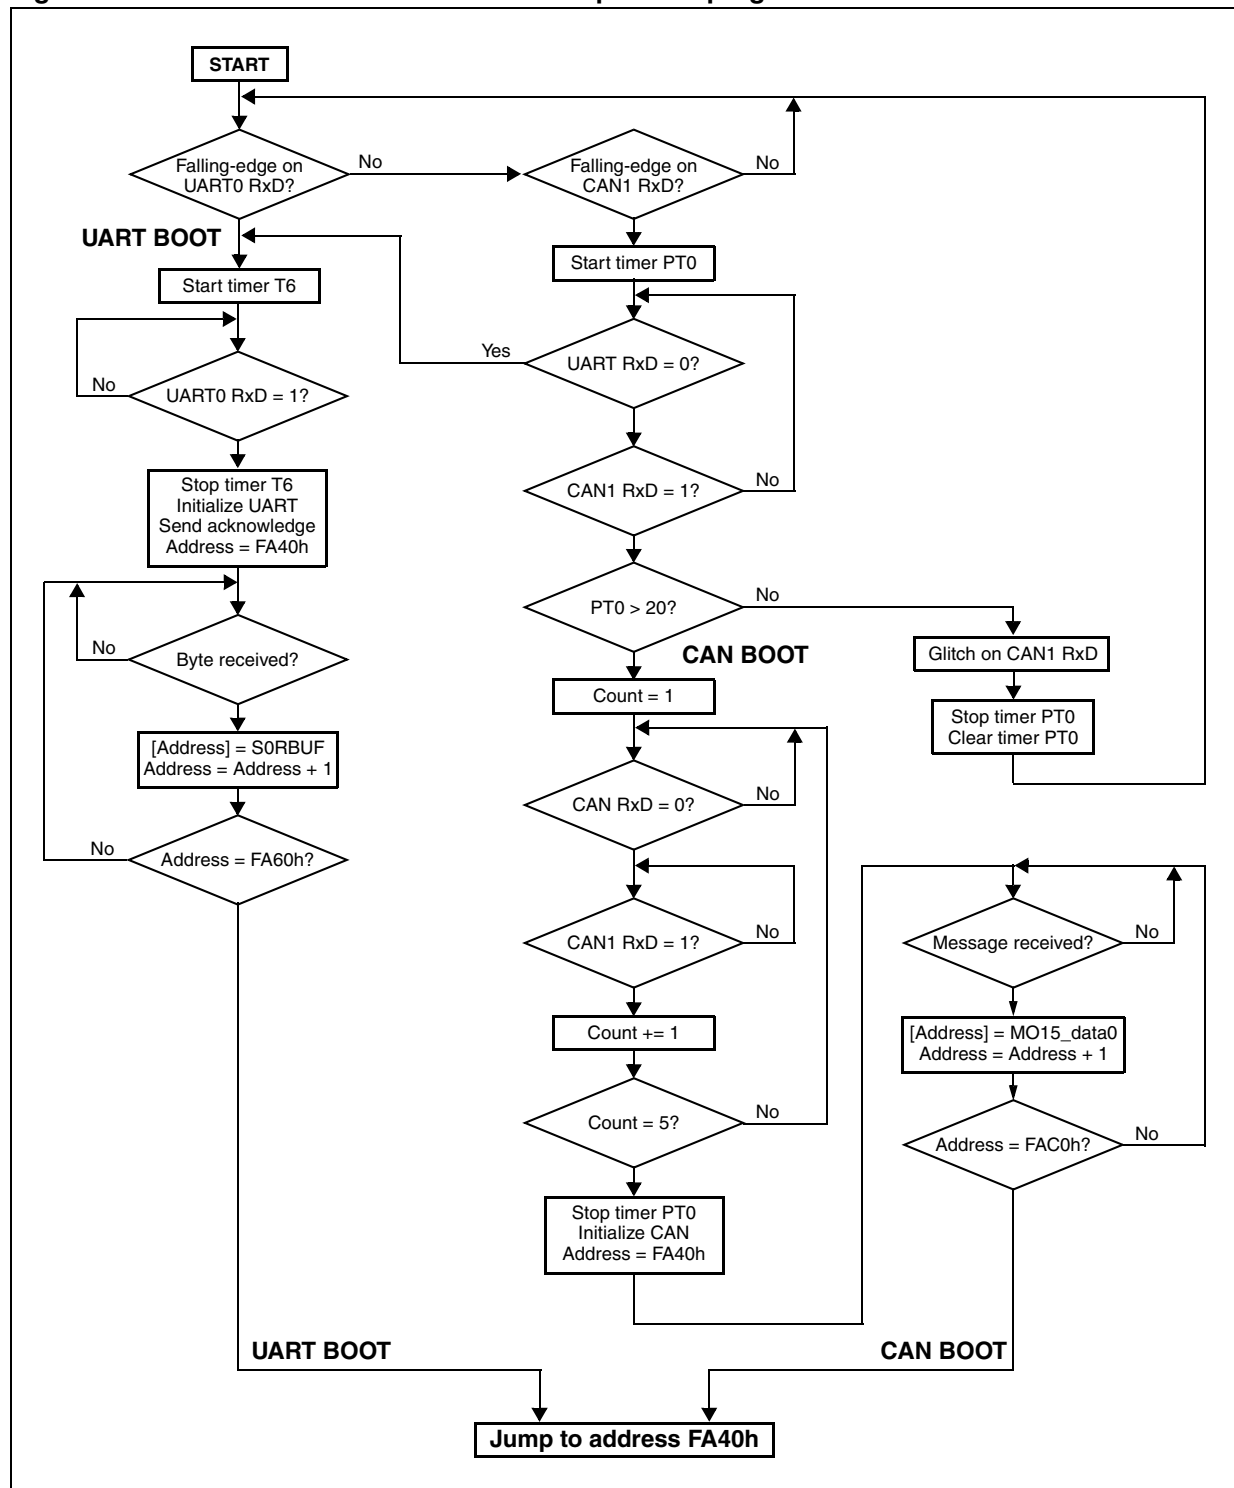 START
Falling-edge on
UART0 RxD?
No
Falling-edge on
CAN1 RxD?
No
UART BOOT
Start timer T6
Start timer PT0
UART0 RxD = 1?
No
Yes
UART RxD = 0?
CAN1 RxD = 1?
No
Stop timer T6
Initialize UART
Send acknowledge
Address = FA40h
PT0 > 20?
No
Byte received?
No
CAN BOOT
Glitch on CAN1 RxD
Count = 1
Stop timer PT0
Clear timer PT0
[Address] = S0RBUF
Address = Address + 1
CAN RxD = 0?
No
No
Address = FA60h?
CAN1 RxD = 1?
No
Message received?
No
Count += 1
[Address] = MO15_data0
Address = Address + 1
Count = 5?
No
Address = FAC0h?
No
Stop timer PT0
Initialize CAN
Address = FA40h
UART BOOT
CAN BOOT
Jump to address FA40h